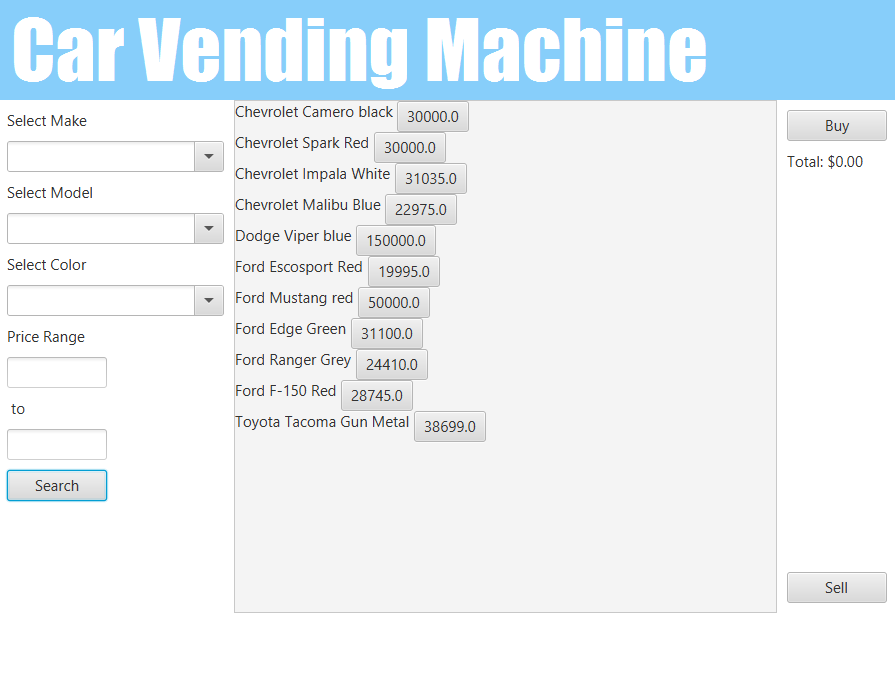 Car Vending Machine
Select Make
Select Model
Select Color
Price Range
to
Search
Chevrolet Camero black 30000.0
Chevrolet Spark Red 30000.0
Chevrolet Impala White 31035.0
Chevrolet Malibu Blue 22975.0
Dodge Viper blue 150000.0
Ford Escosport Red 19995.0
Ford Mustang red 50000.0
Ford Edge Green 31100.0
Ford Ranger Grey 24410.0
Ford F-150 Red 28745.0
Toyota Tacoma Gun Metal 38699.0
Buy
Total: $0.00
Sell